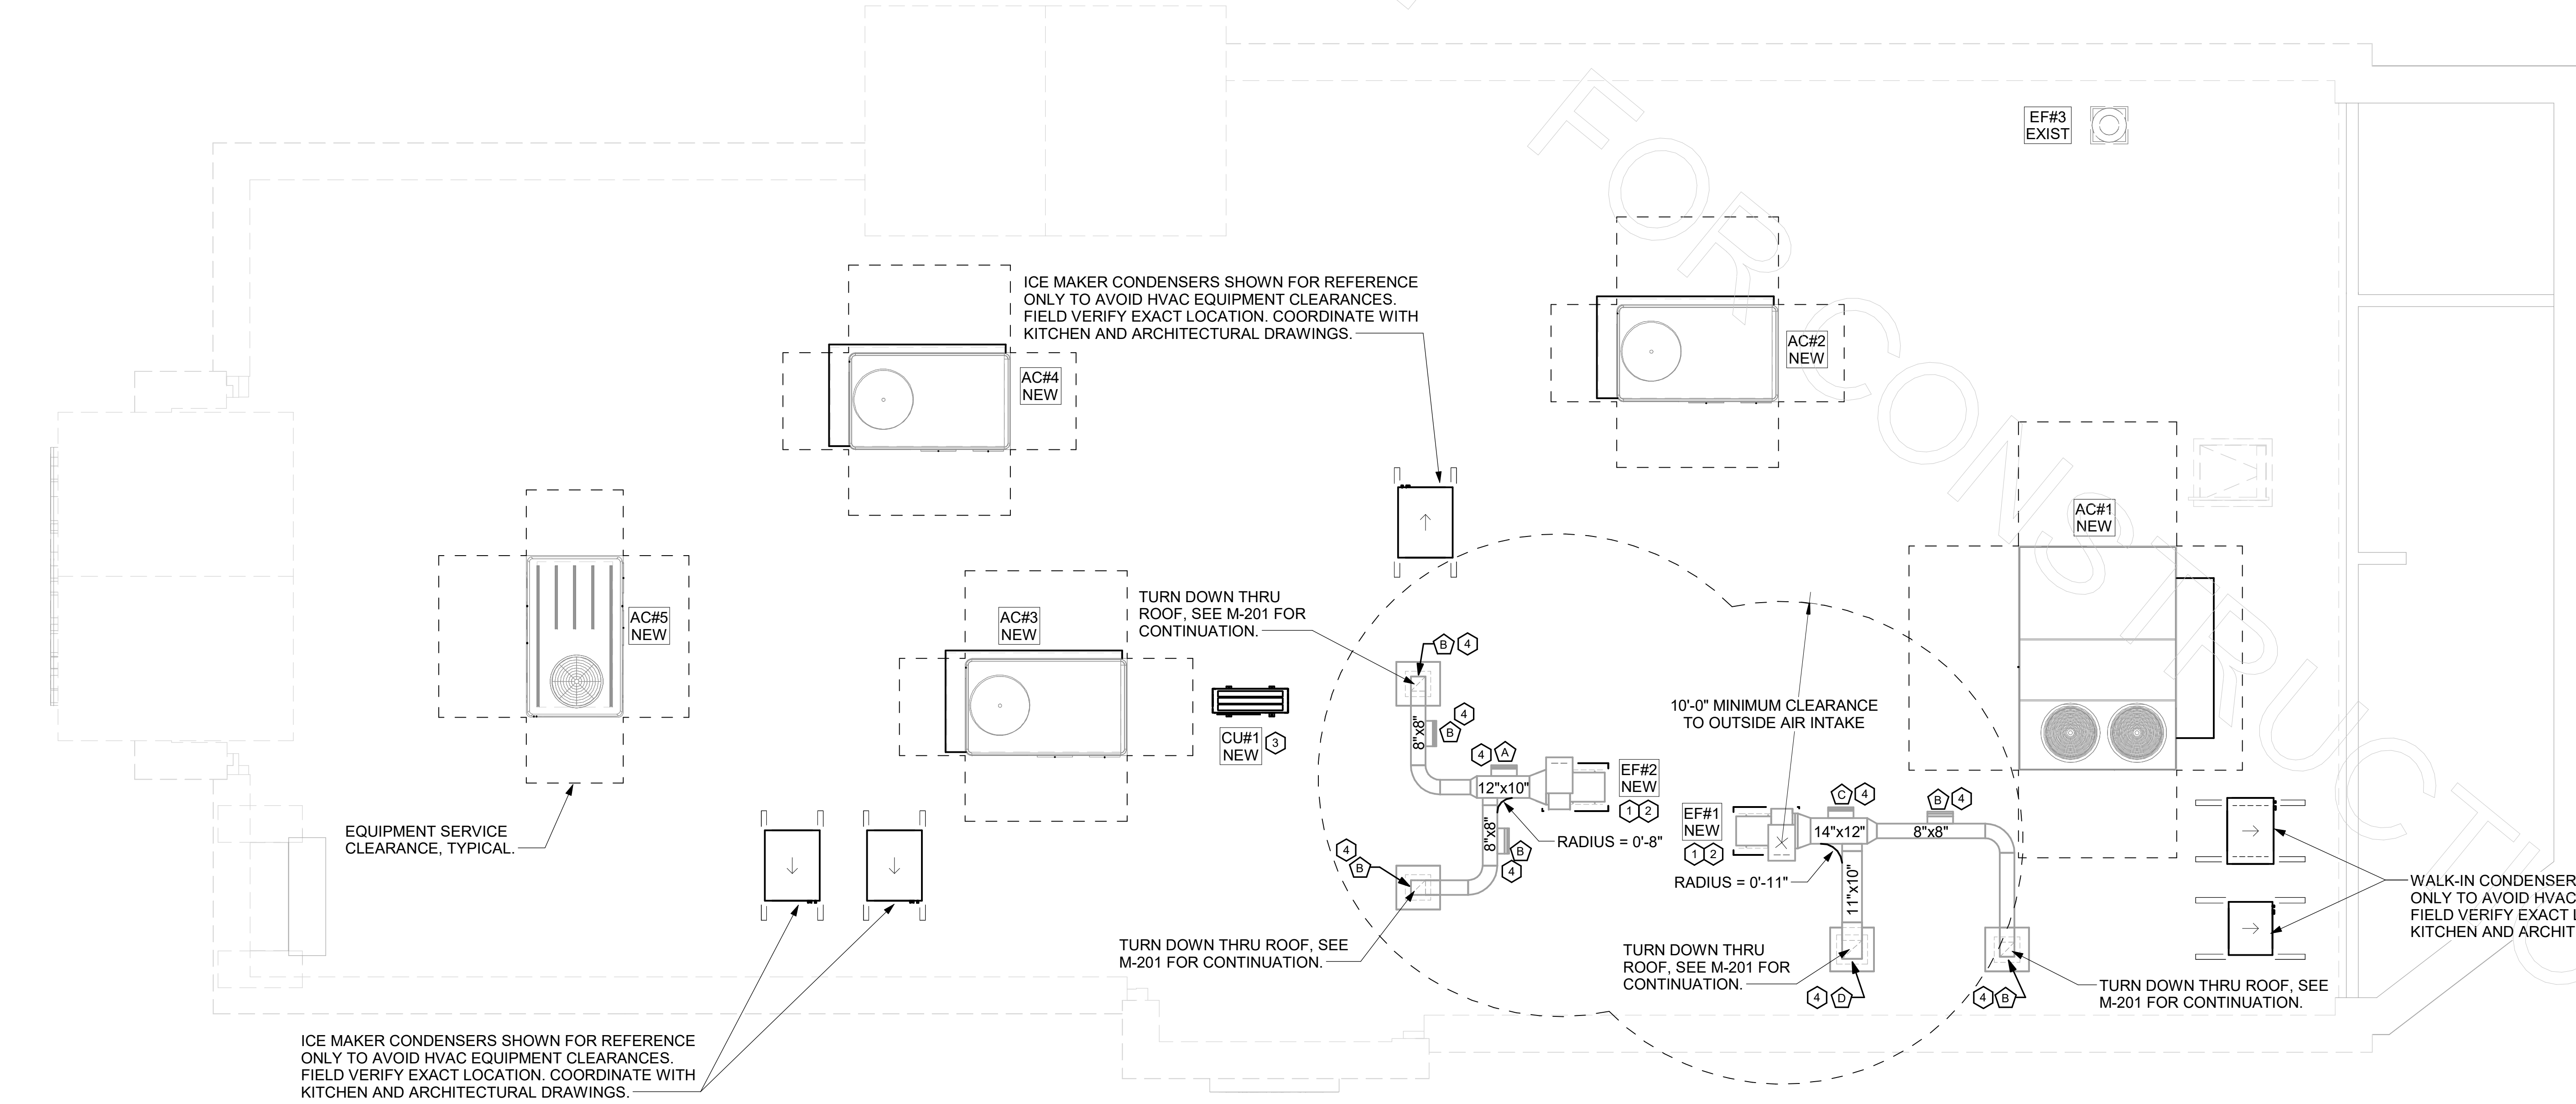 EF#3
EXIST
ICE MAKER CONDENSERS SHOWN FOR REFERENCE
ONLY TO AVOID HVAC EQUIPMENT CLEARANCES.
FIELD VERIFY EXACT LOCATION. COORDINATE WITH
KITCHEN AND ARCHITECTURAL DRAWINGS.
AC#2
NEW
AC#4
NEW
AC#1
NEW
FOR CONSTRUCT
AC#5
NEW
AC#3
NEW
TURN DOWN THRU
ROOF, SEE M-201 FOR
CONTINUATION.
B 4
8"x8"
4
B
10'-0" MINIMUM CLEARANCE
TO OUTSIDE AIR INTAKE
CU#1
NEW
3
4 A
12"x10"
EF#2
NEW
1 2
RADIUS = 0'-8"
8"x8"
B
4
4
B
EF#1
NEW
1 2
C 4
14"x12"
B 4
8"x8"
RADIUS = 0'-11"
11"x10"
EQUIPMENT SERVICE
CLEARANCE, TYPICAL.
WALK-IN CONDENSER
ONLY TO AVOID HVAC
FIELD VERIFY EXACT
KITCHEN AND ARCHIT
TURN DOWN THRU ROOF, SEE
M-201 FOR CONTINUATION.
TURN DOWN THRU
ROOF, SEE M-201 FOR
CONTINUATION.
4 D
4 B
TURN DOWN THRU ROOF, SEE
M-201 FOR CONTINUATION.
ICE MAKER CONDENSERS SHOWN FOR REFERENCE
ONLY TO AVOID HVAC EQUIPMENT CLEARANCES.
FIELD VERIFY EXACT LOCATION. COORDINATE WITH
KITCHEN AND ARCHITECTURAL DRAWINGS.